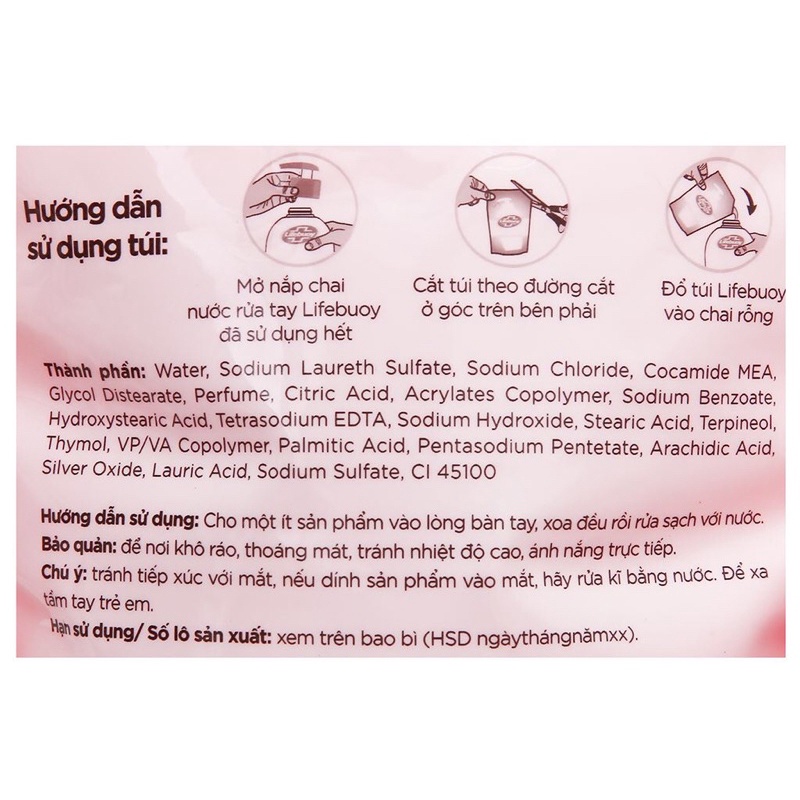 Hướng dẫn
sử dụng túi:
Mở nắp chai
nước rửa tay Lifebuoy
đã sử dụng hết
Cắt túi theo đường cắt
ở góc trên bên phải
Đổ túi Lifebuoy
vào chai rỗng
Thành phần: Water, Sodium Laureth Sulfate, Sodium Chloride, Cocamide MEA,
Glycol Distearate, Perfume, Citric Acid, Acrylates Copolymer, Sodium Benzoate,
Hydroxystearic Acid, Tetrasodium EDTA, Sodium Hydroxide, Stearic Acid, Terpineol,
Thymol, VP/VA Copolymer, Palmitic Acid, Pentasodium Pentetate, Arachidic Acid,
Silver Oxide, Lauric Acid, Sodium Sulfate, CI 45100
Hướng dẫn sử dụng: Cho một ít sản phẩm vào lòng bàn tay, xoa đều rồi rửa sạch với nước.
Bảo quản: để nơi khô ráo, thoáng mát, tránh nhiệt độ cao, ánh nắng trực tiếp.
Chú ý: tránh tiếp xúc với mắt, nếu dính sản phẩm vào mắt, hãy rửa kĩ bằng nước. Để xa
tầm tay trẻ em.
Hạn sử dụng/ Số lô sản xuất: xem trên bao bì (HSD ngàythángnămxx).